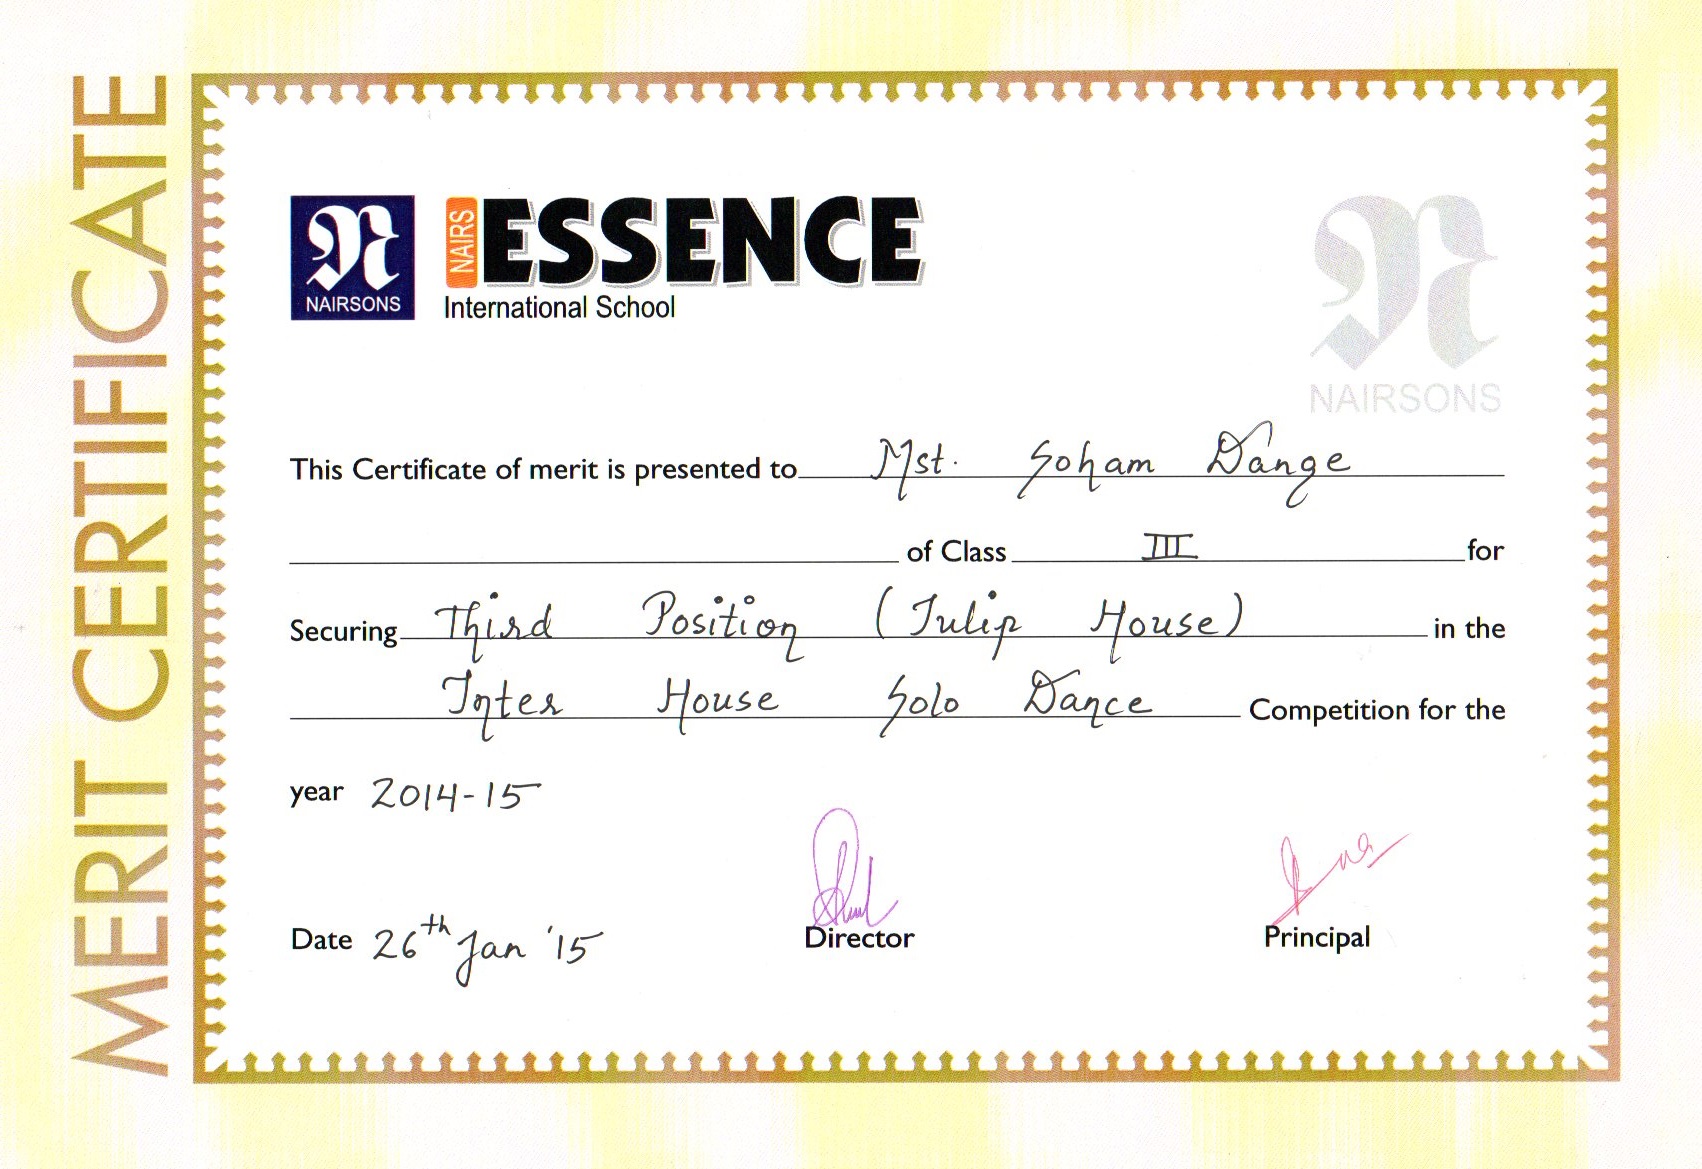 MERIT CERTIFICATE
NAIRSONS
NAIRS ESSENCE
International School
NAIRSONS
This Certificate of merit is presented to Mst. Soham Dange
of Class III for
Securing Third Position (Tulip House) in the
Inter House Solo Dance Competition for the
year 2014-15
Date 26th Jan '15
Director
Principal